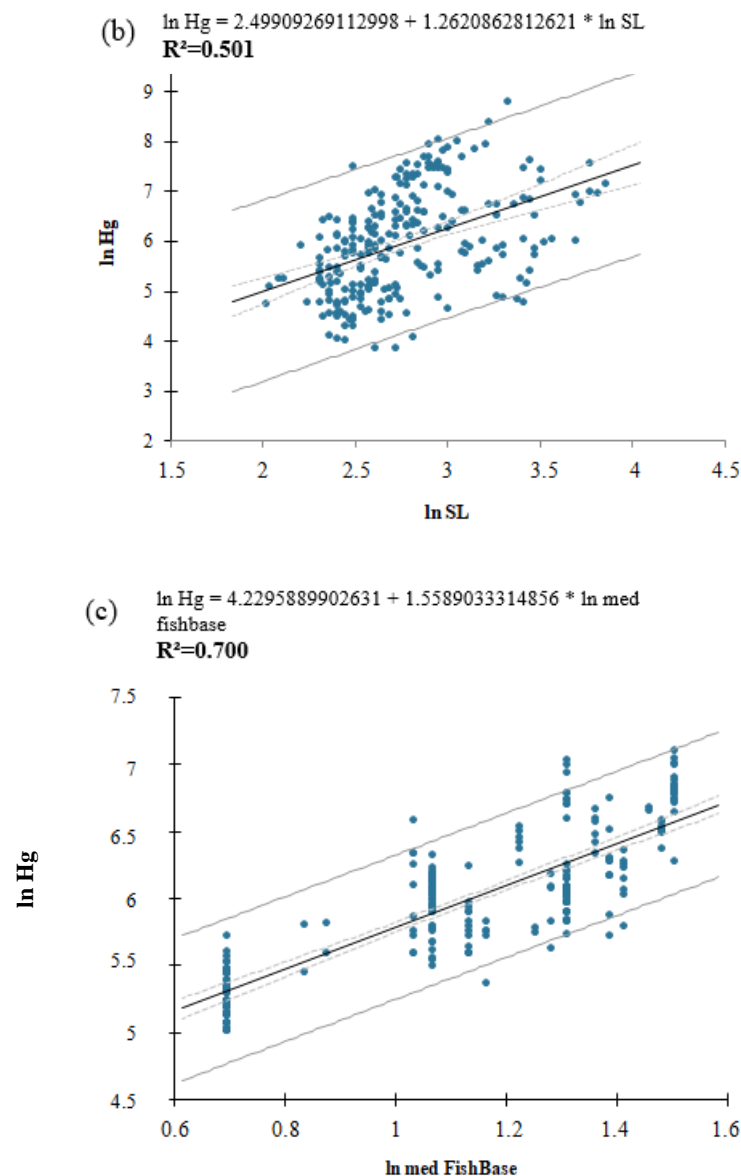 (b)
ln Hg = 2.49909269112998 + 1.2620862812621 * ln SL
R²=0.501
9
8
7
6
5
4
3
2
ln Hg
1.5 2 2.5 3 3.5 4 4.5
ln SL
(c)
ln Hg = 4.2295889902631 + 1.5589033314856 * ln med
fishbase
R²=0.700
7.5
7
6.5
6
5.5
5
4.5
ln Hg
0.6 0.8 1 1.2 1.4 1.6
ln med FishBase